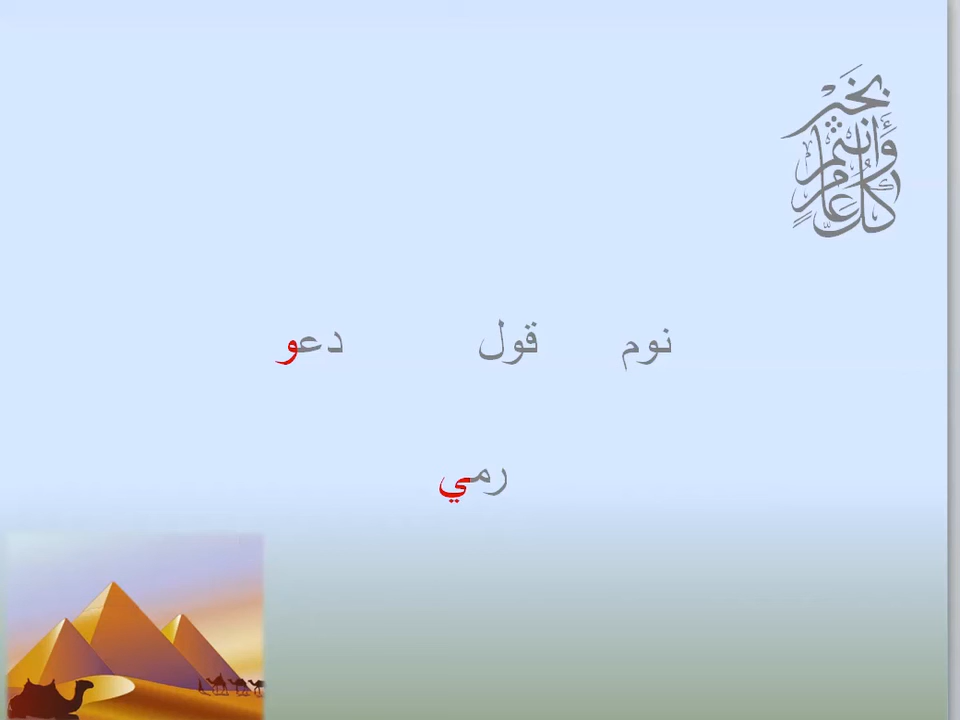 كل عام
وأنتم
بخير
نوم قول دعو
رمي